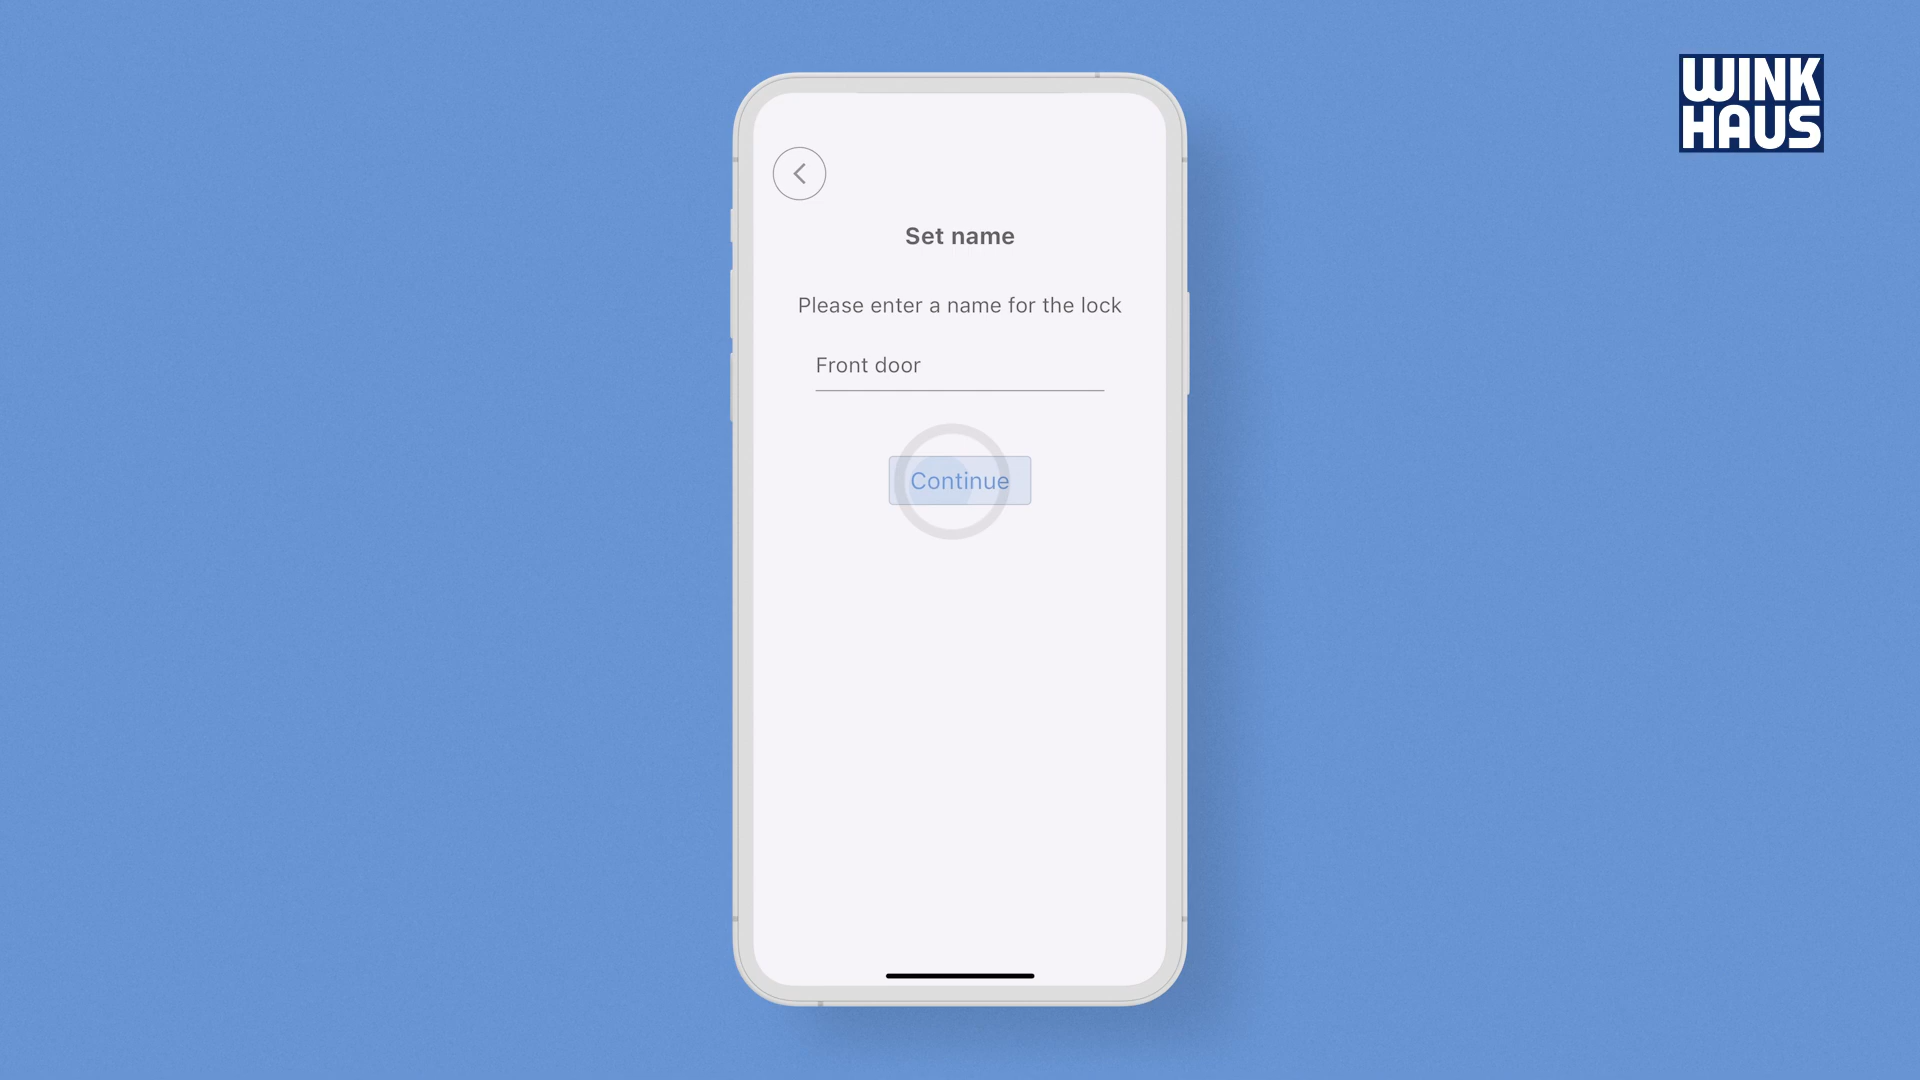 WINK
HAUS
Set name
Please enter a name for the lock
Front door
Continue